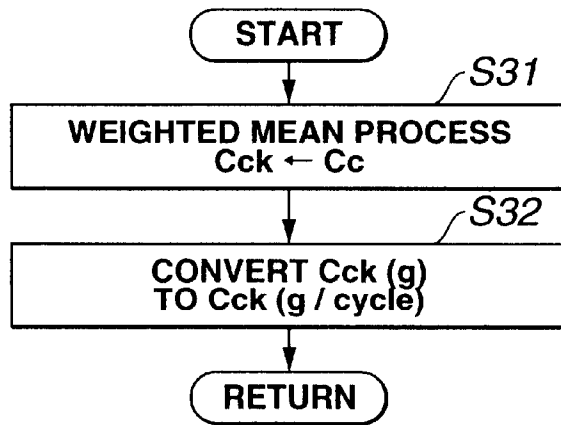 START
S31
WEIGHTED MEAN PROCESS
Cck ← Cc
S32
CONVERT Cck (g)
TO Cck (g / cycle)
RETURN